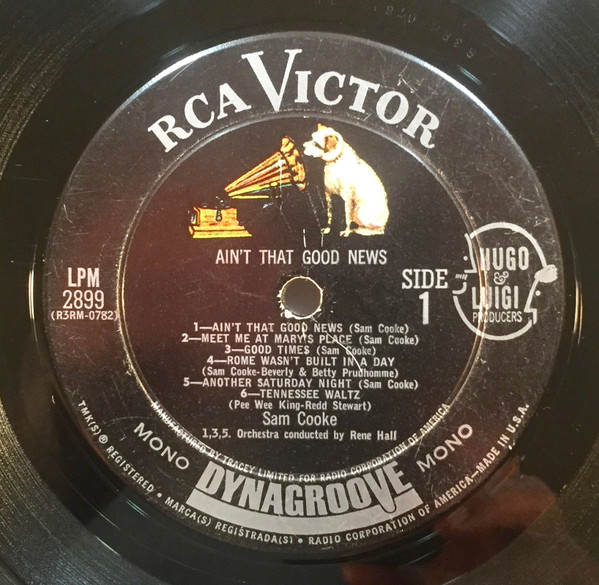 RCA VICTOR
AIN'T THAT GOOD NEWS
LPM
2899
(R3RM-0782)
SIDE
1
HUGO
&
LUIGI
PRODUCERS
1—AIN'T THAT GOOD NEWS (Sam Cooke)
2—MEET ME AT MARY'S PLACE (Sam Cooke)
3—GOOD TIMES (Sam Cooke)
4—ROME WASN'T BUILT IN A DAY
(Sam Cooke-Beverly & Betty Prudhomme)
5—ANOTHER SATURDAY NIGHT (Sam Cooke)
6—TENNESSEE WALTZ
(Pee Wee King-Redd Stewart)
Sam Cooke
1,3,5. Orchestra conducted by Rene Hall
MANUFACTURED BY TRACEY LIMITED FOR RADIO CORPORATION OF AMERICA
MONO DYNAGROOVE MONO
TMK(S) ® REGISTERED • MARCA(S) REGISTRADA(S) • RADIO CORPORATION OF AMERICA—MADE IN U.S.A.